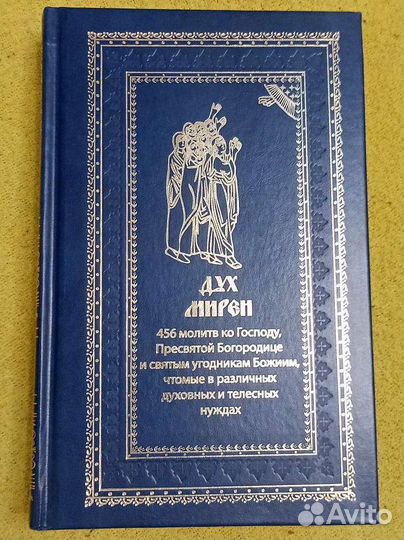 ДУХ
МИРЕН
456 молитв ко Господу,
Пресвятой Богородице
и святым угодникам Божиим,
чтомые в различных
духовных и телесных
нуждах
Avito